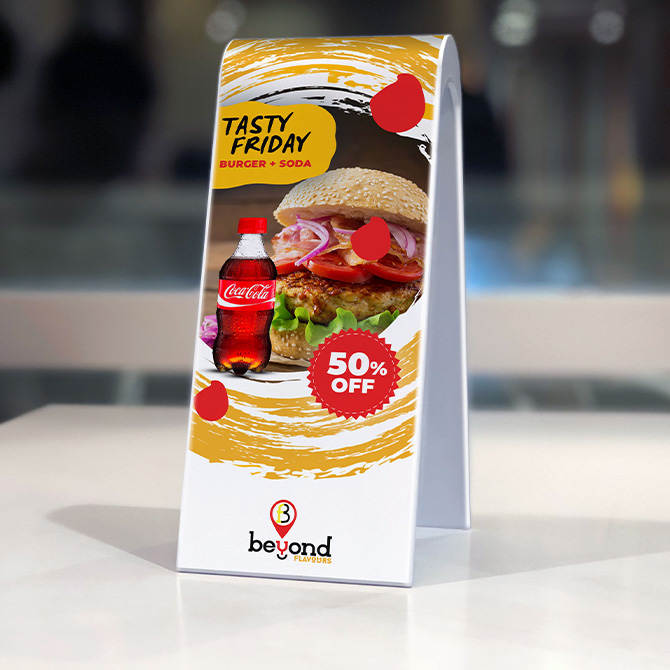 TASTY
FRIDAY
BURGER + SODA
Coca-Cola
50%
OFF
B
beyond
FLAVOURS